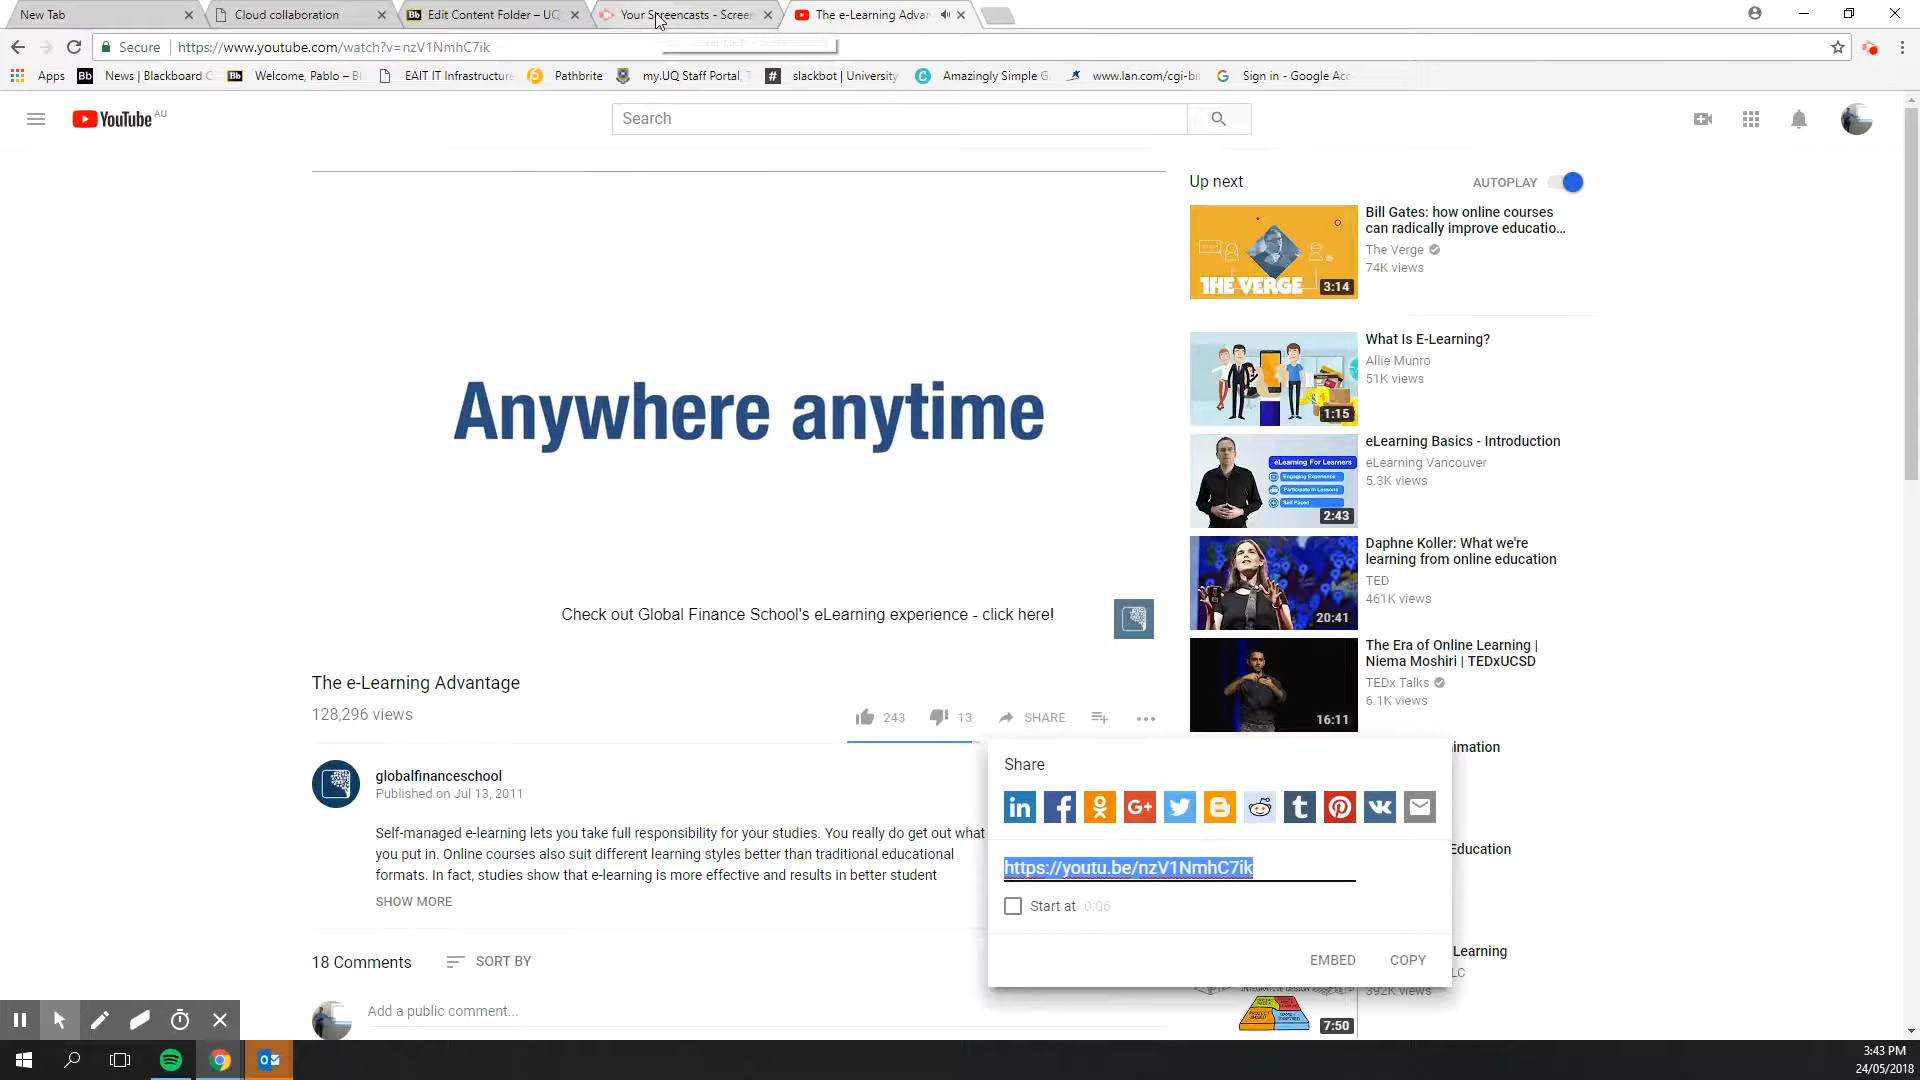 New Tab
Cloud collaboration
Edit Content Folder – UQ
Your Screencasts - Screen
The e-Learning Advan
Secure
https://www.youtube.com/watch?v=nzV1NmhC7ik
Apps
Bb
News | Blackboard C
Bb
Welcome, Pablo – Bl
EAIT IT Infrastructure
Pathbrite
my.UQ Staff Portal, T
slackbot | University
Amazingly Simple G
www.lan.com/cgi-bi
Sign in - Google Acc
YouTube AU
Search
Up next
AUTOPLAY
Bill Gates: how online courses
can radically improve educatio…
The Verge
74K views
THE VERGE
3:14
What Is E-Learning?
Allie Munro
51K views
1:15
eLearning Basics - Introduction
eLearning Vancouver
5.3K views
eLearning For Learners
Engaging Experience
Participate in Lessons
Self Paced
2:43
Daphne Koller: What we're
learning from online education
TED
461K views
20:41
The Era of Online Learning |
Niema Moshiri | TEDxUCSD
TEDx Talks
6.1K views
16:11
Anywhere anytime
Check out Global Finance School's eLearning experience - click here!
The e-Learning Advantage
128,296 views
243
13
SHARE
globalfinanceschool
Published on Jul 13, 2011
Self-managed e-learning lets you take full responsibility for your studies. You really do get out what
you put in. Online courses also suit different learning styles better than traditional educational
formats. In fact, studies show that e-learning is more effective and results in better student
SHOW MORE
18 Comments
SORT BY
Add a public comment...
Share
https://youtu.be/nzV1NmhC7ik
Start at 0:06
EMBED
COPY
imation
Education
Learning
LC
392K views
7:50
3:43 PM
24/05/2018